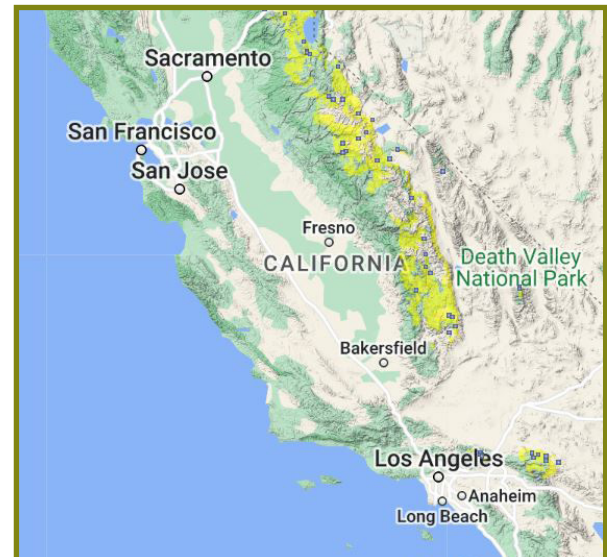 Sacramento
San Francisco
San Jose
Fresno
CALIFORNIA
Death Valley
National Park
Bakersfield
Los Angeles
Anaheim
Long Beach